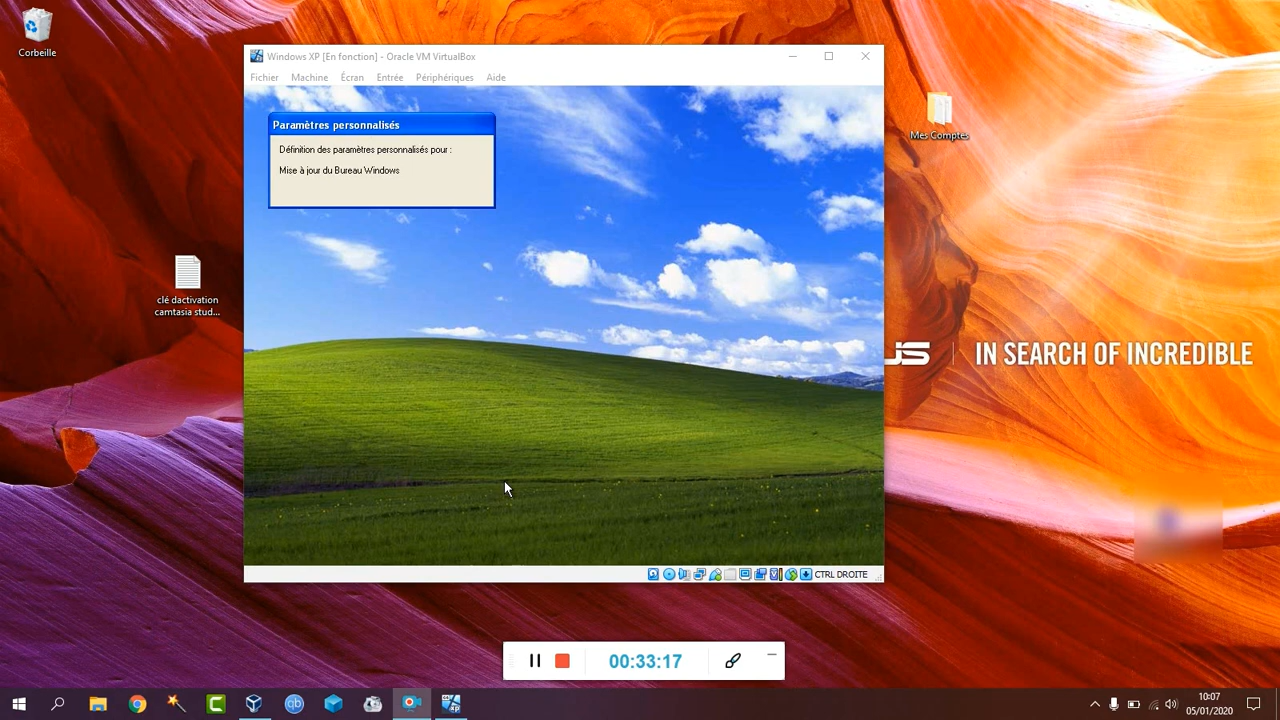 Corbeille
Windows XP [En fonction] - Oracle VM VirtualBox
Fichier Machine Écran Entrée Périphériques Aide
Paramètres personnalisés
Définition des paramètres personnalisés pour :
Mise à jour du Bureau Windows
Mes Comptes
clé dactivation
camtasia stud...
IN SEARCH OF INCREDIBLE
CTRL DROITE
00:33:17
10:07
05/01/2020